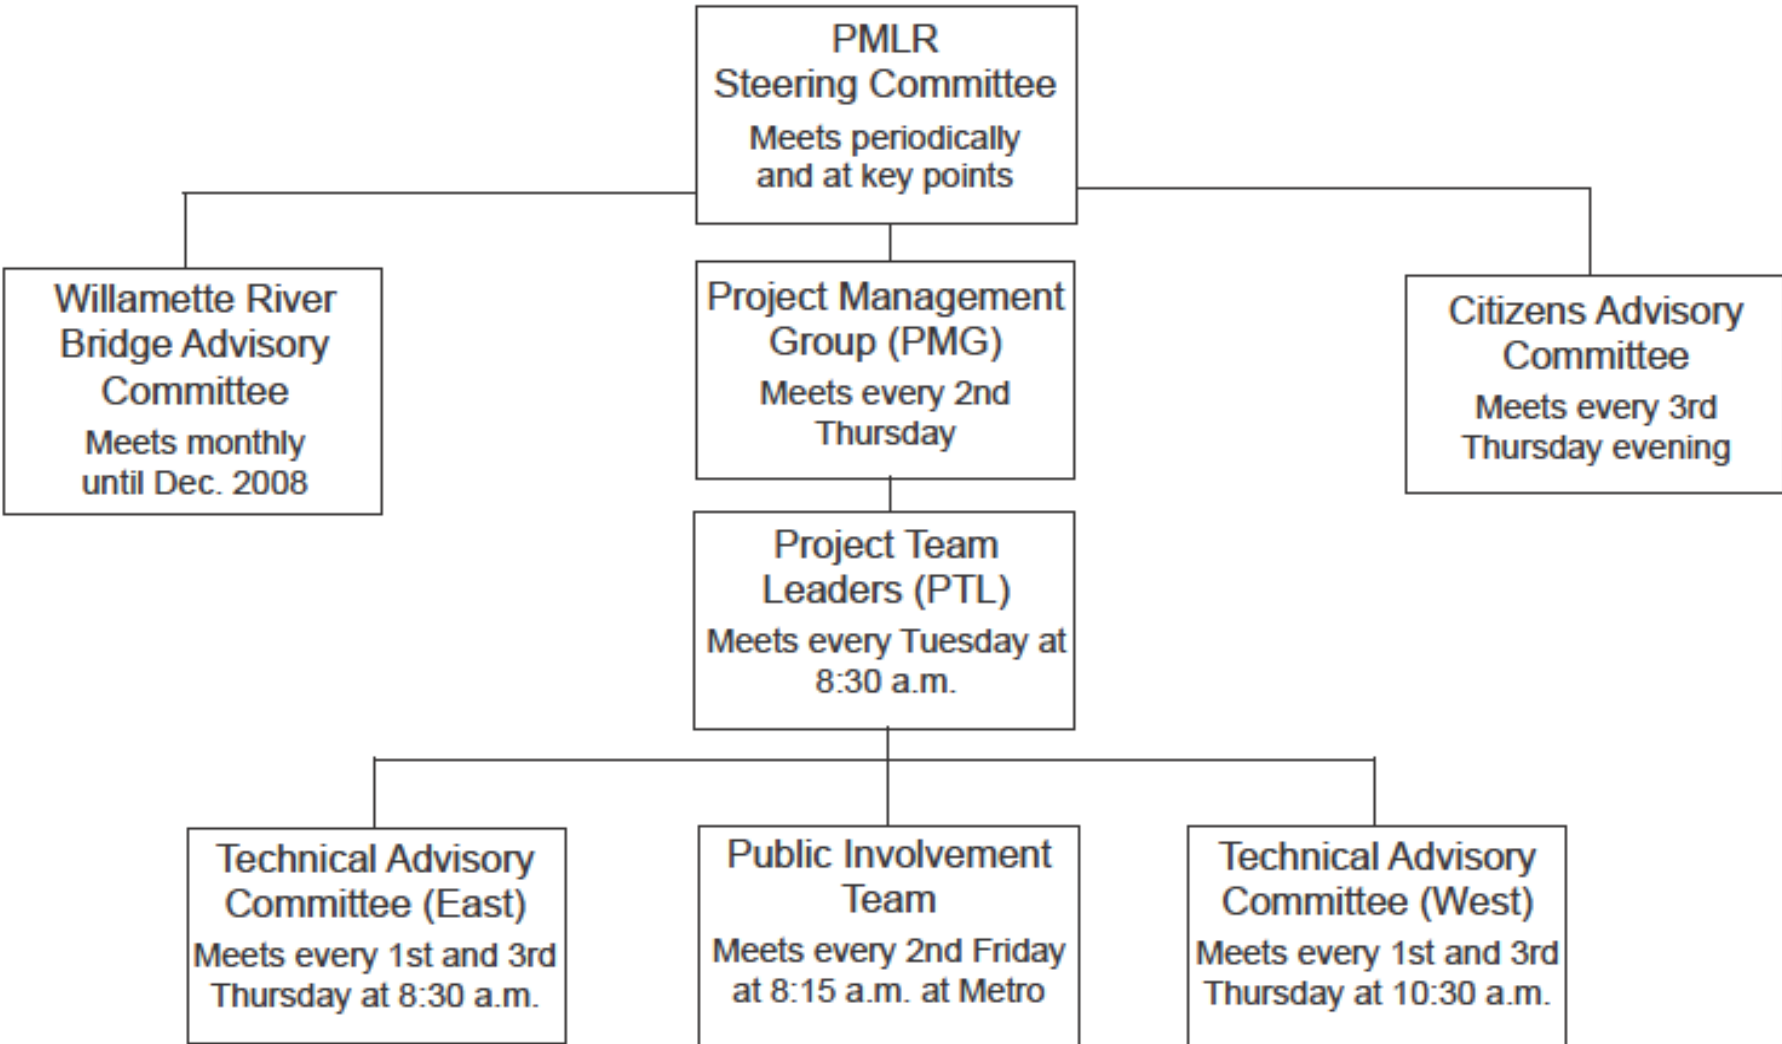 PMLR
Steering Committee
Meets periodically
and at key points
Willamette River
Bridge Advisory
Committee
Meets monthly
until Dec. 2008
Project Management
Group (PMG)
Meets every 2nd
Thursday
Citizens Advisory
Committee
Meets every 3rd
Thursday evening
Project Team
Leaders (PTL)
Meets every Tuesday at
8:30 a.m.
Technical Advisory
Committee (East)
Meets every 1st and 3rd
Thursday at 8:30 a.m.
Public Involvement
Team
Meets every 2nd Friday
at 8:15 a.m. at Metro
Technical Advisory
Committee (West)
Meets every 1st and 3rd
Thursday at 10:30 a.m.